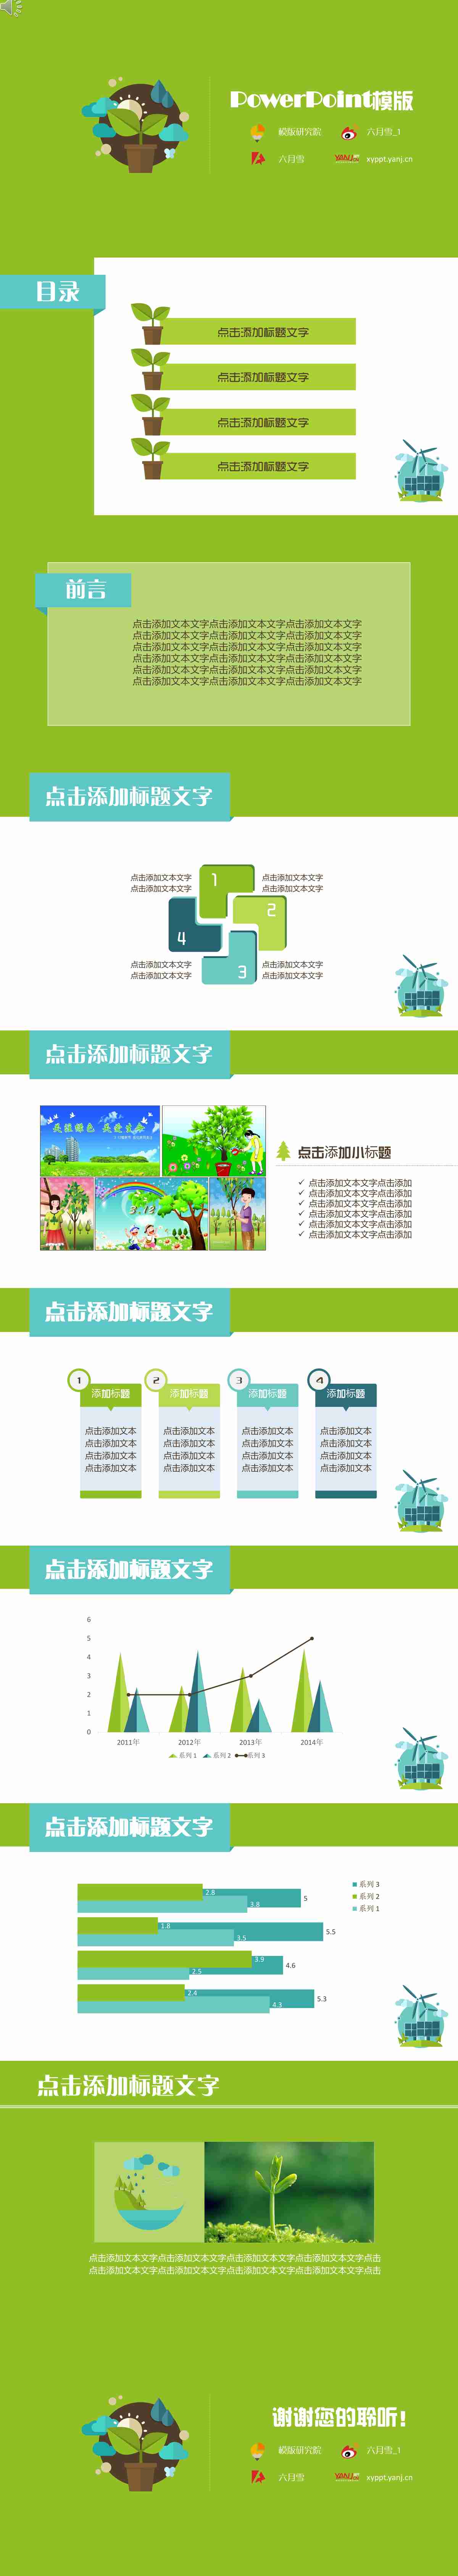 PowerPoint模版
模版研究院
六月雪_1
六月雪
YANJ
xyppt.yanj.cn
目录
点击添加标题文字
点击添加标题文字
点击添加标题文字
点击添加标题文字
前言
点击添加文本文字点击添加文本文字点击添加文本文字
点击添加文本文字点击添加文本文字点击添加文本文字
点击添加文本文字点击添加文本文字点击添加文本文字
点击添加文本文字点击添加文本文字点击添加文本文字
点击添加文本文字点击添加文本文字点击添加文本文字
点击添加文本文字点击添加文本文字点击添加文本文字
点击添加标题文字
点击添加文本文字
点击添加文本文字
1
点击添加文本文字
点击添加文本文字
2
4
点击添加文本文字
点击添加文本文字
3
点击添加文本文字
点击添加文本文字
点击添加标题文字
3 12
点击添加小标题
✓ 点击添加文本文字点击添加
✓ 点击添加文本文字点击添加
✓ 点击添加文本文字点击添加
✓ 点击添加文本文字点击添加
✓ 点击添加文本文字点击添加
✓ 点击添加文本文字点击添加
点击添加标题文字
1
添加标题
点击添加文本
点击添加文本
点击添加文本
点击添加文本
2
添加标题
点击添加文本
点击添加文本
点击添加文本
点击添加文本
3
添加标题
点击添加文本
点击添加文本
点击添加文本
点击添加文本
4
添加标题
点击添加文本
点击添加文本
点击添加文本
点击添加文本
点击添加标题文字
6
5
4
3
2
1
0
2011年 2012年 2013年 2014年
系列 1 系列 2 系列 3
点击添加标题文字
2.8
5
3.8
1.8
5.5
3.5
3.9
4.6
2.5
2.4
5.3
4.3
系列 3
系列 2
系列 1
点击添加标题文字
点击添加文本文字点击添加文本文字点击添加文本文字点击添加文本文字点击
点击添加文本文字点击添加文本文字点击添加文本文字点击添加文本文字点击
谢谢您的聆听!
模版研究院
六月雪_1
六月雪
YANJ
xyppt.yanj.cn